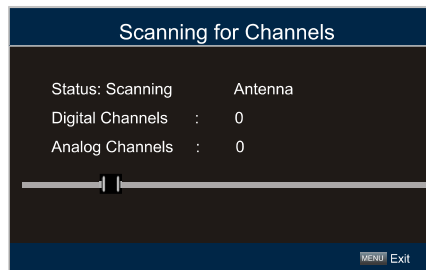 Scanning for Channels
Status: Scanning Antenna
Digital Channels : 0
Analog Channels : 0
MENU Exit